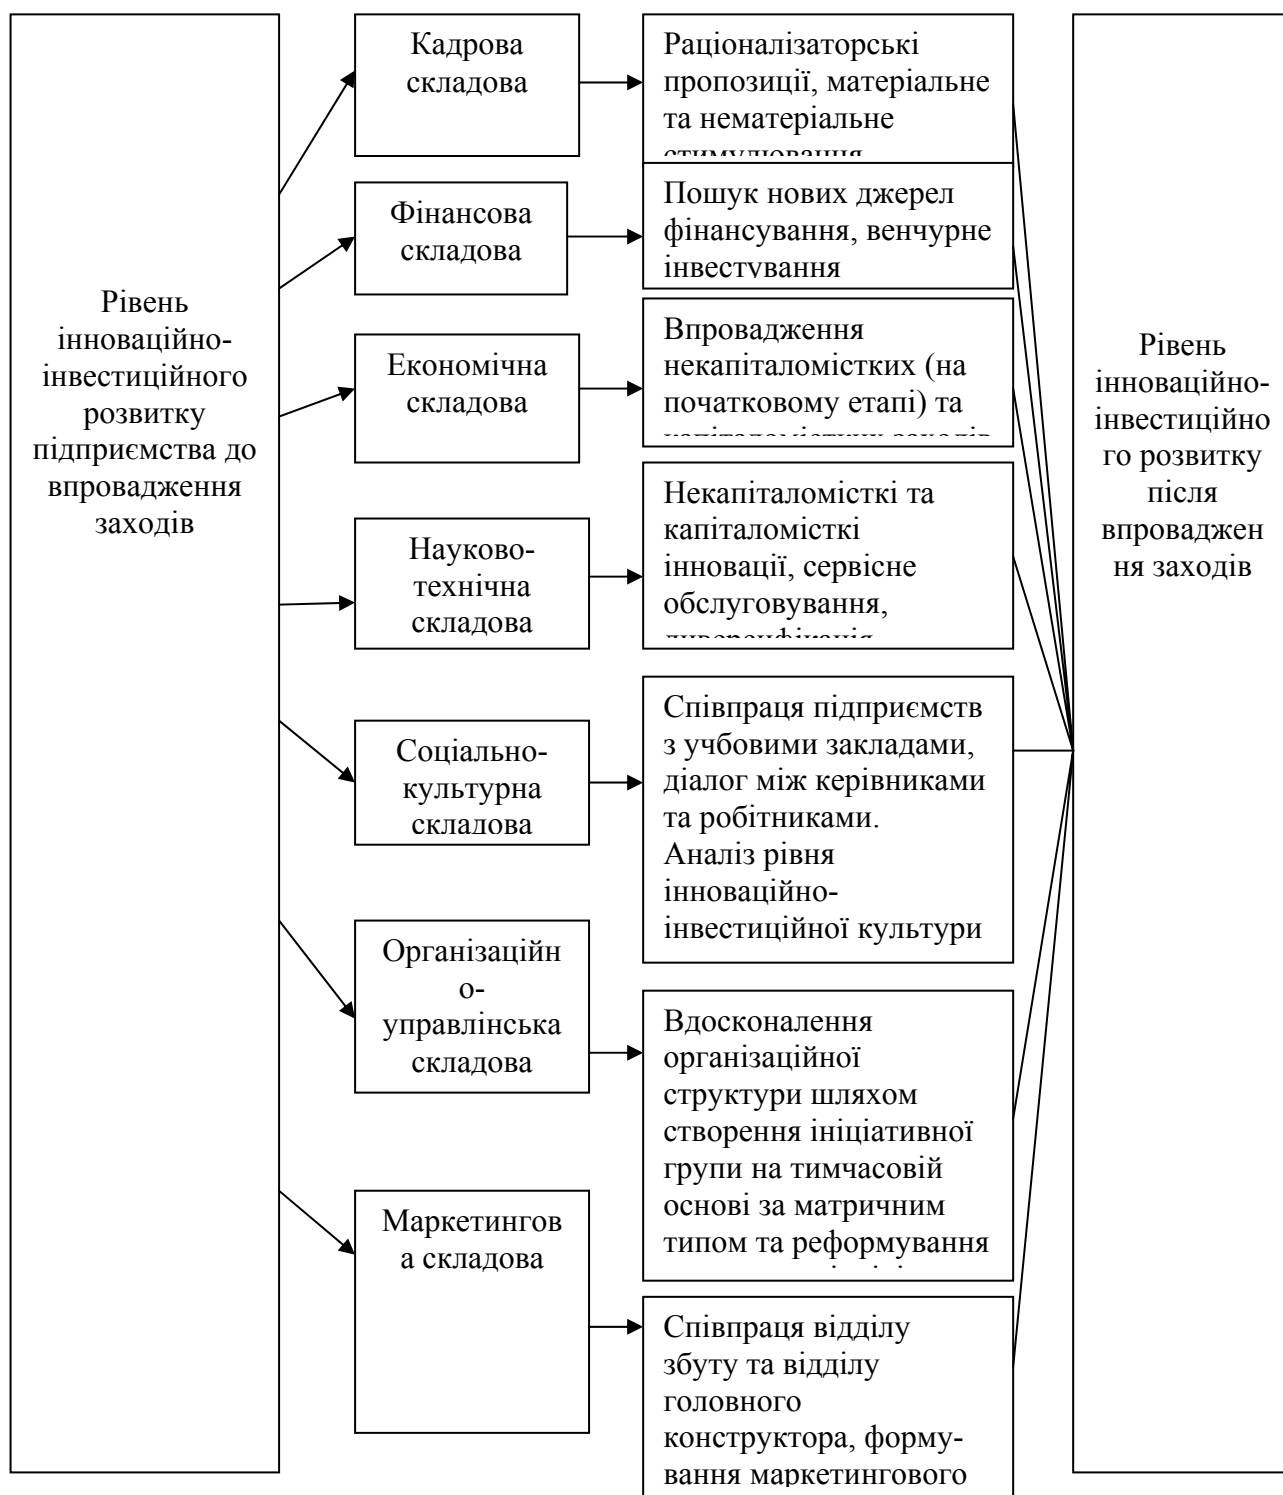 Рівень
інноваційно-
інвестиційного
розвитку
підприємства до
впровадження
заходів
Кадрова
складова
Раціоналізаторські
пропозиції, матеріальне
та нематеріальне
стимулювання
Фінансова
складова
Пошук нових джерел
фінансування, венчурне
інвестування
Економічна
складова
Впровадження
некапіталомістких (на
початковому етапі) та
капіталомістких заходів
Науково-
технічна
складова
Некапіталомісткі та
капіталомісткі
інновації, сервісне
обслуговування,
диверсифікація
Соціально-
культурна
складова
Співпраця підприємств
з учбовими закладами,
діалог між керівниками
та робітниками.
Аналіз рівня
інноваційно-
інвестиційної культури
Організаційн
о-
управлінська
складова
Вдосконалення
організаційної
структури шляхом
створення ініціативної
групи на тимчасовій
основі за матричним
типом та реформування
Маркетингов
а складова
Співпраця відділу
збуту та відділу
головного
конструктора, форму-
вання маркетингового
Рівень
інноваційно-
інвестиційно
го розвитку
після
впроваджен
ня заходів